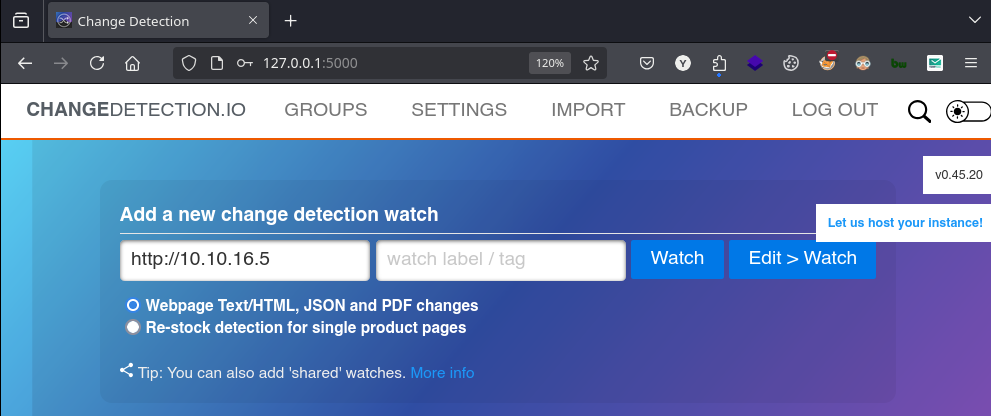 Change Detection
127.0.0.1:5000 120%
CHANGEDETECTION.IO GROUPS SETTINGS IMPORT BACKUP LOG OUT
v0.45.20
Let us host your instance!
Add a new change detection watch
http://10.10.16.5 watch label / tag Watch Edit > Watch
Webpage Text/HTML, JSON and PDF changes
Re-stock detection for single product pages
Tip: You can also add 'shared' watches. More info